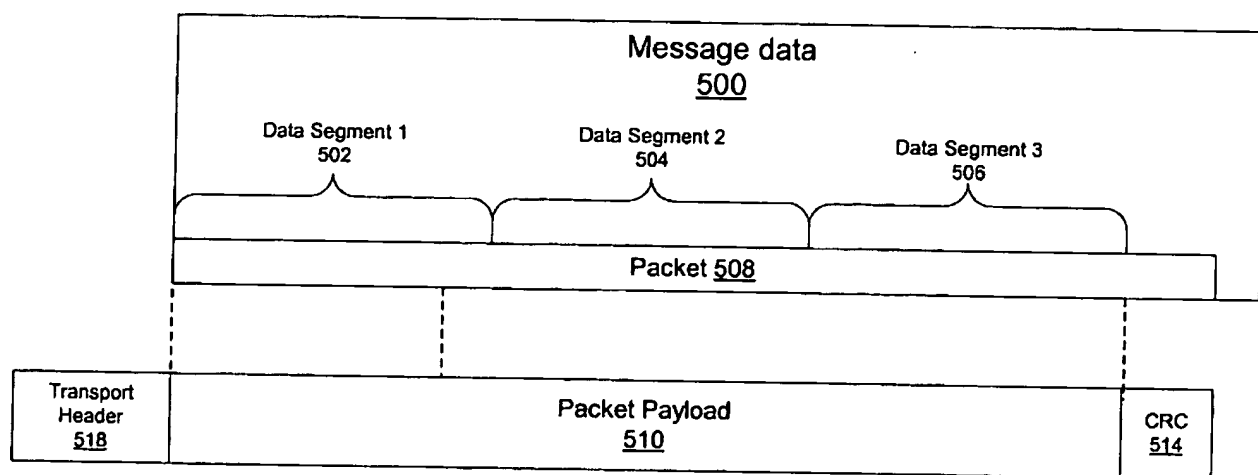 Message data
500
Data Segment 1
502
Data Segment 2
504
Data Segment 3
506
Packet 508
Transport
Header
518
Packet Payload
510
CRC
514